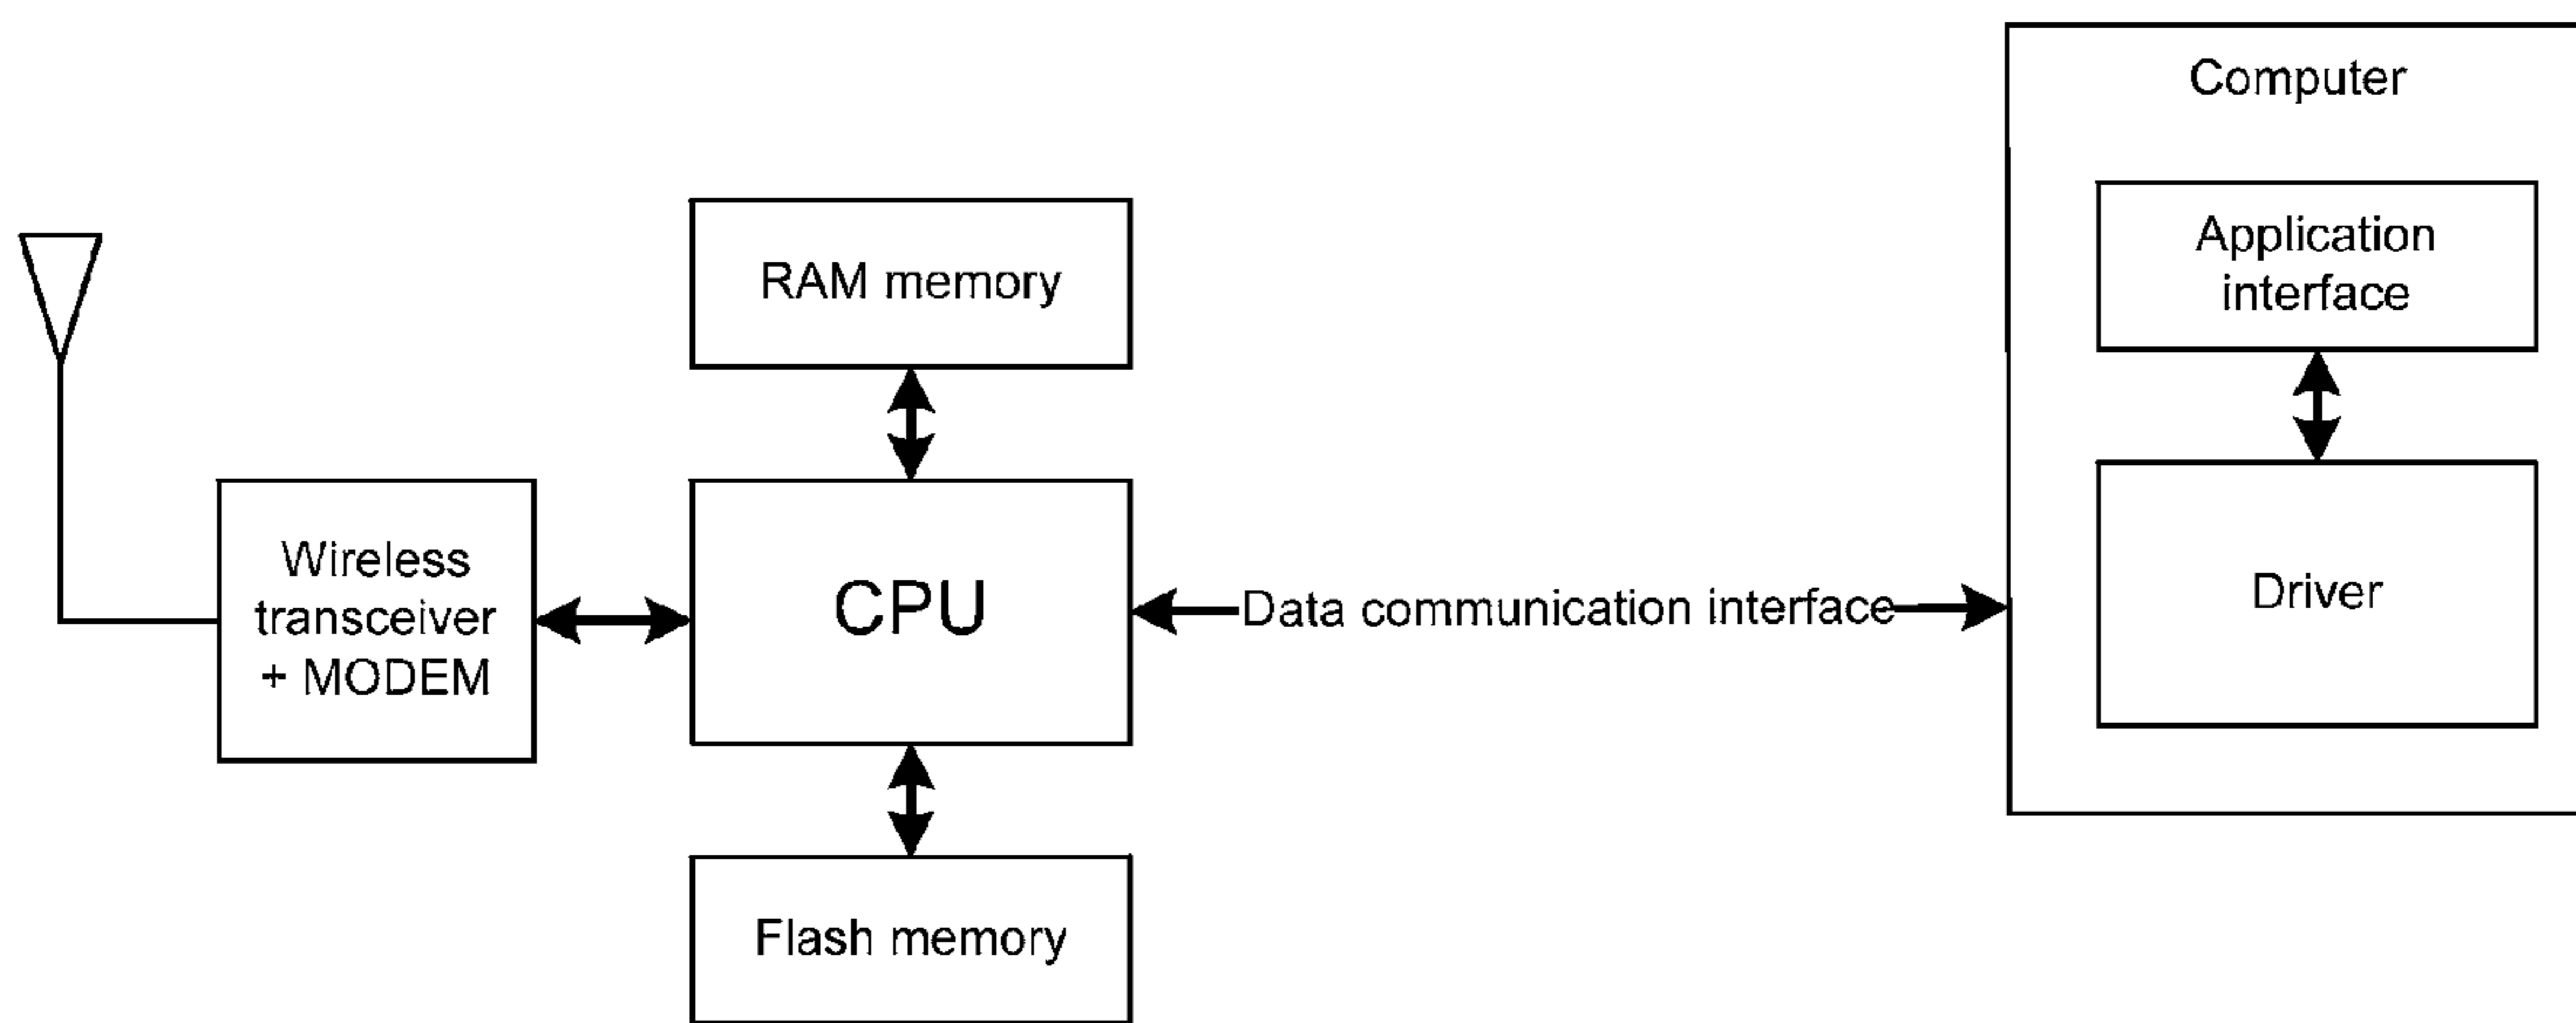 Computer
Application
interface
RAM memory
Wireless
transceiver
+ MODEM
CPU
Data communication interface
Driver
Flash memory